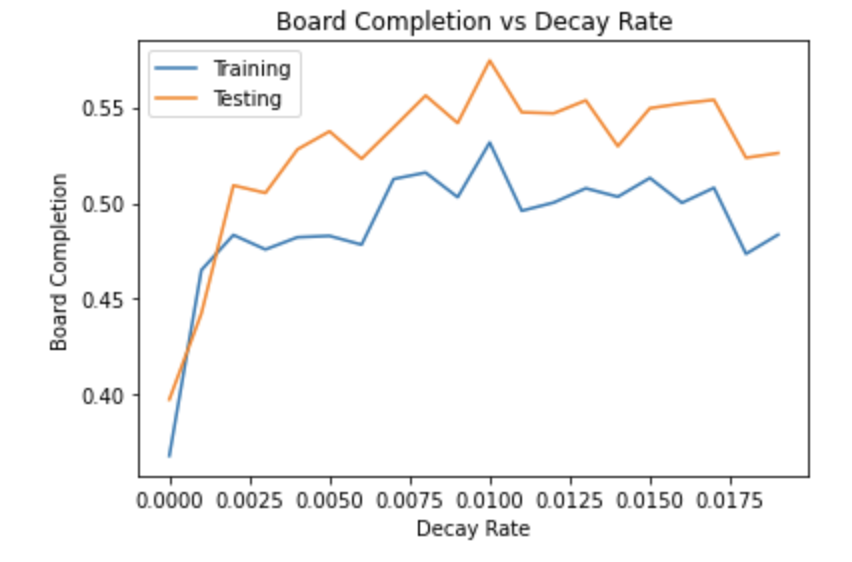 Board Completion vs Decay Rate
Training
Testing
Board Completion
0.55
0.50
0.45
0.40
0.0000 0.0025 0.0050 0.0075 0.0100 0.0125 0.0150 0.0175
Decay Rate